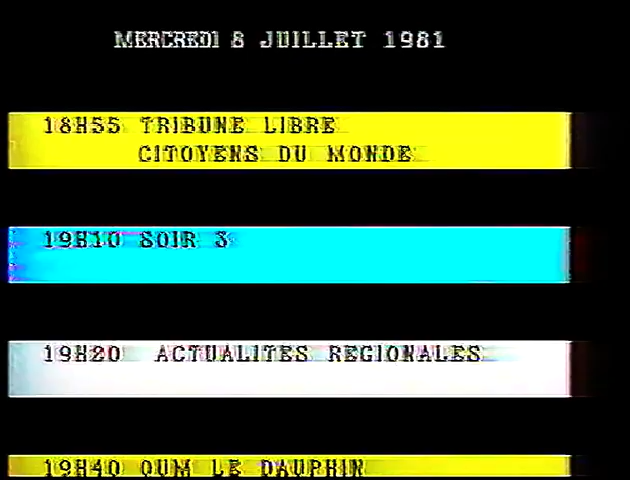 MERCREDI 8 JUILLET 1981
18H55 TRIBUNE LIBRE
CITOYENS DU MONDE
19H10 SOIR 3
19H20 ACTUALITES REGIONALES
19H40 OUM LE DAUPHIN